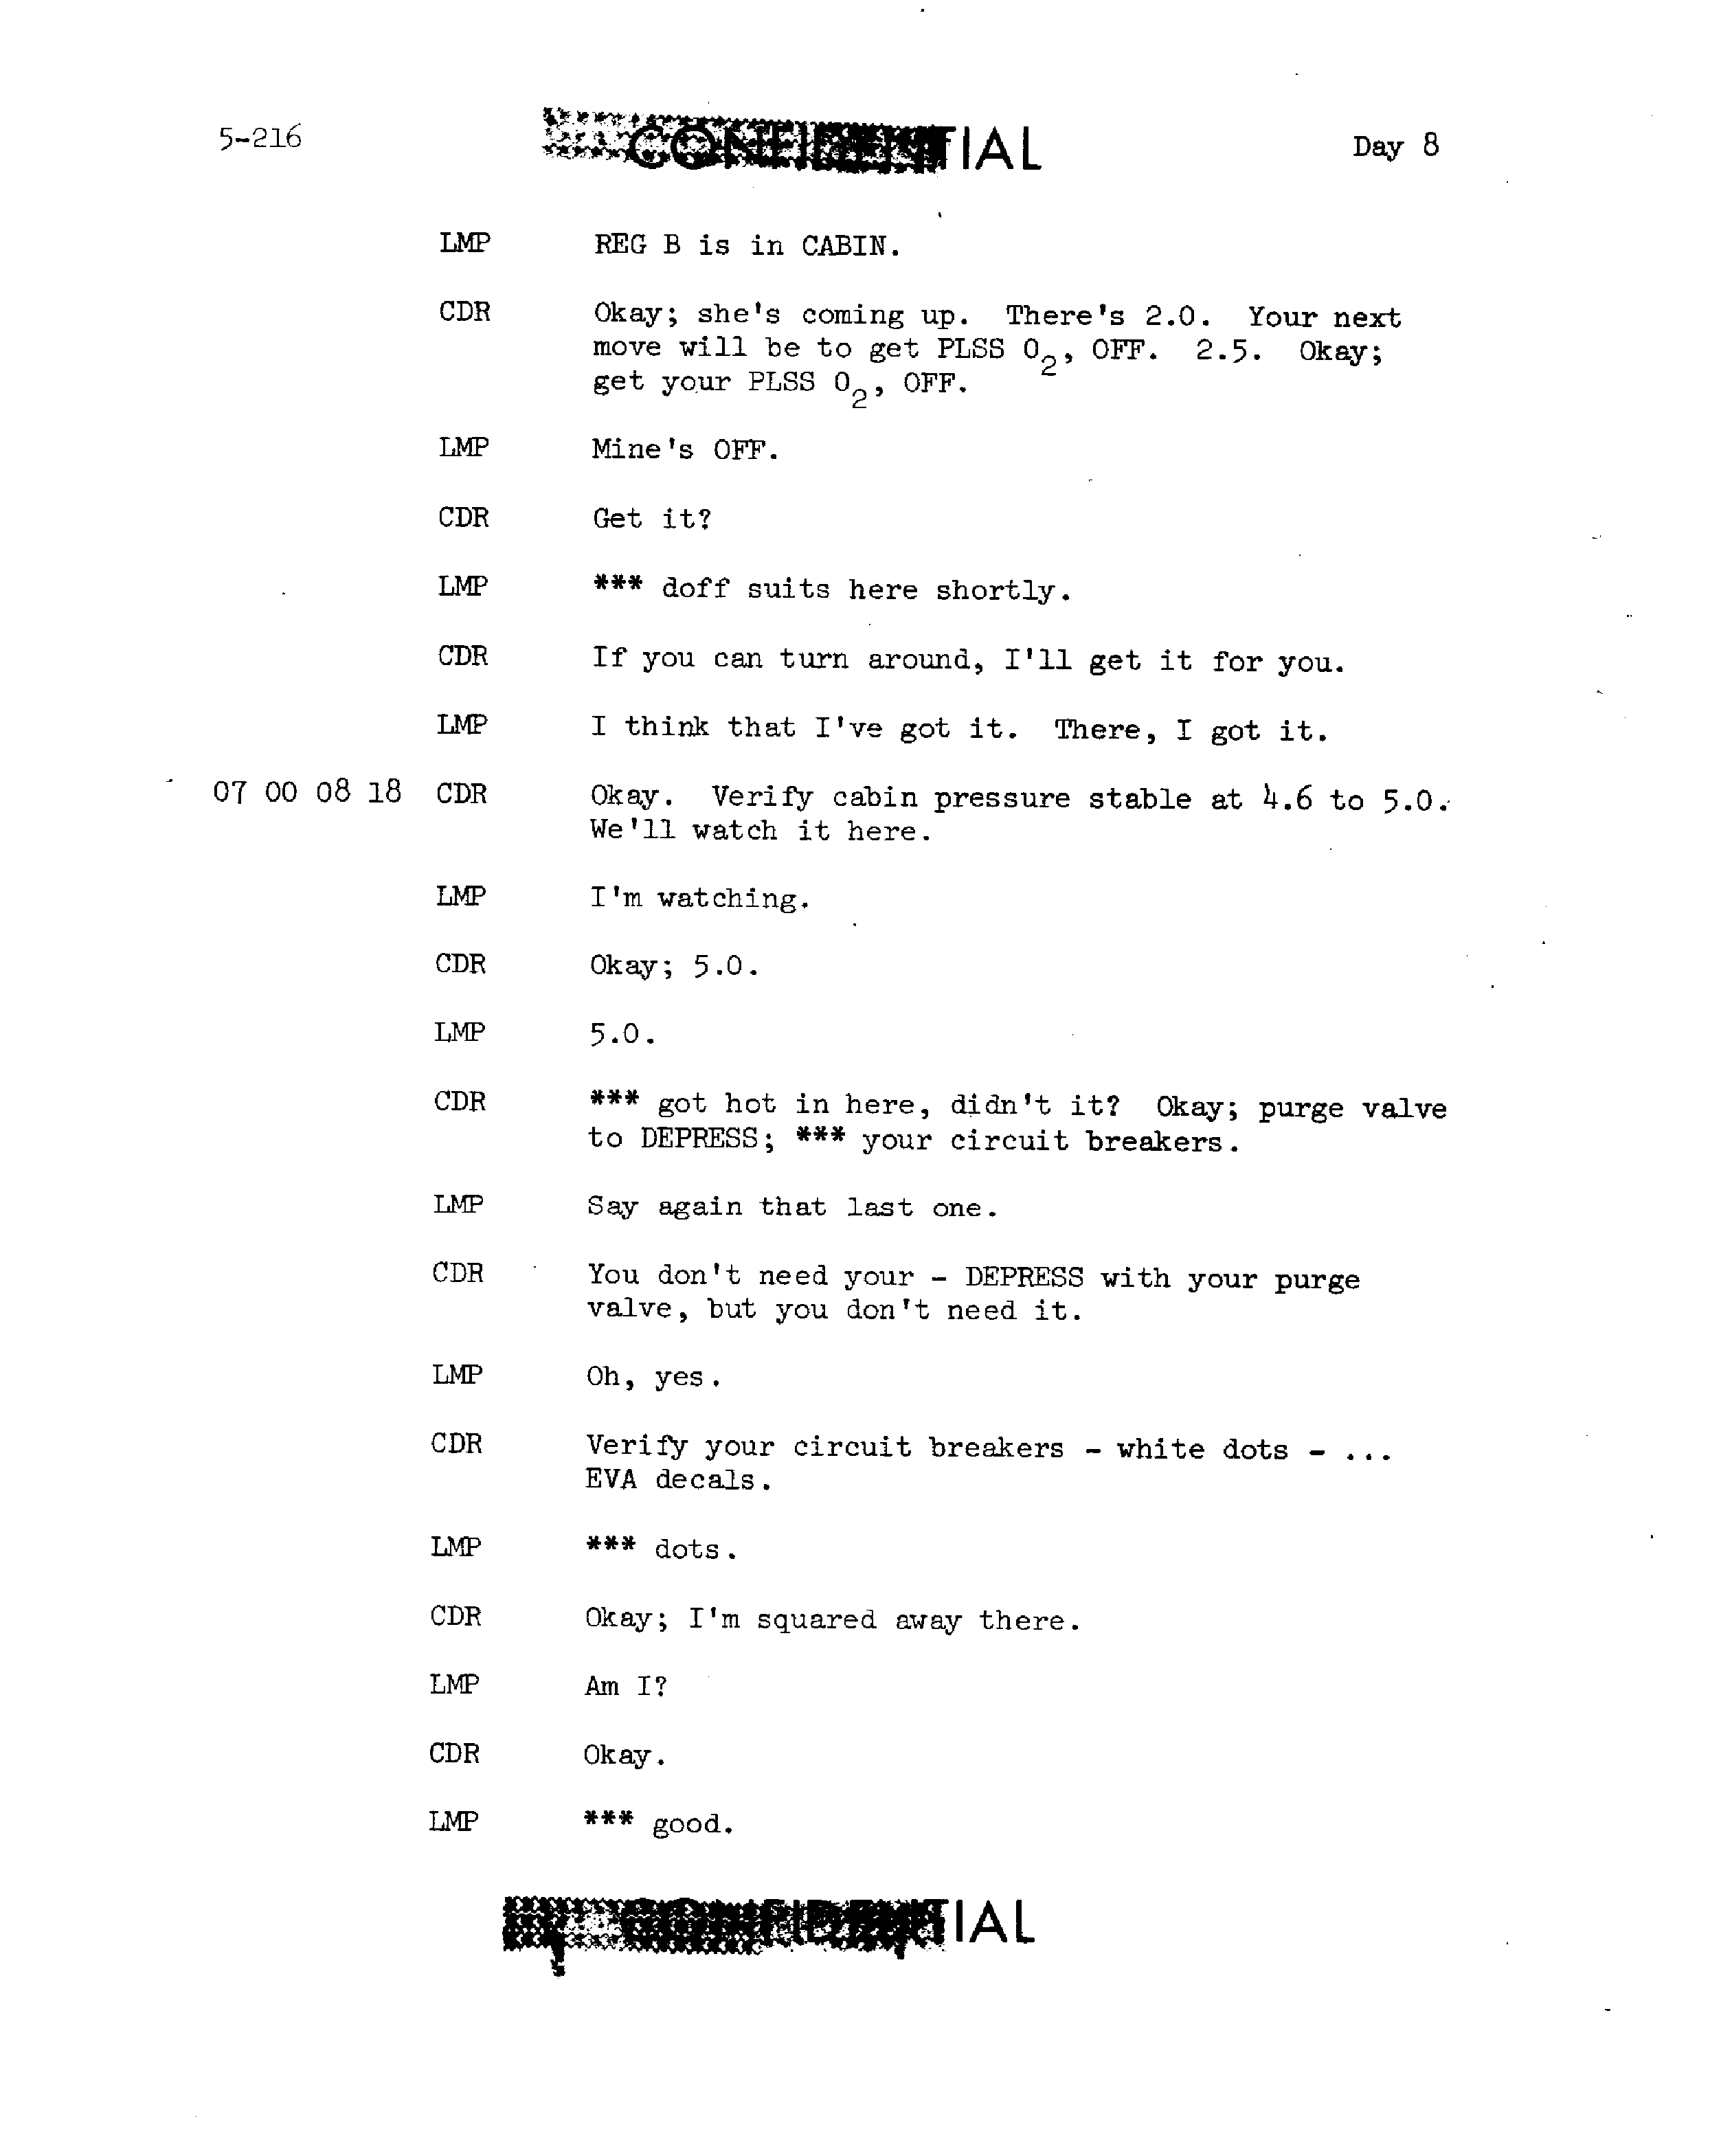 5-216 CONFIDENTIAL Day 8
LMP REG B is in CABIN.
CDR Okay; she's coming up. There's 2.0. Your next
move will be to get PLSS O2, OFF. 2.5. Okay;
get your PLSS O2, OFF.
LMP Mine's OFF.
CDR Get it?
LMP *** doff suits here shortly.
CDR If you can turn around, I'll get it for you.
LMP I think that I've got it. There, I got it.
07 00 08 18 CDR Okay. Verify cabin pressure stable at 4.6 to 5.0.
We'll watch it here.
LMP I'm watching.
CDR Okay; 5.0.
LMP 5.0.
CDR *** got hot in here, didn't it? Okay; purge valve
to DEPRESS; *** your circuit breakers.
LMP Say again that last one.
CDR You don't need your - DEPRESS with your purge
valve, but you don't need it.
LMP Oh, yes.
CDR Verify your circuit breakers - white dots - ...
EVA decals.
LMP *** dots.
CDR Okay; I'm squared away there.
LMP Am I?
CDR Okay.
LMP *** good.
CONFIDENTIAL